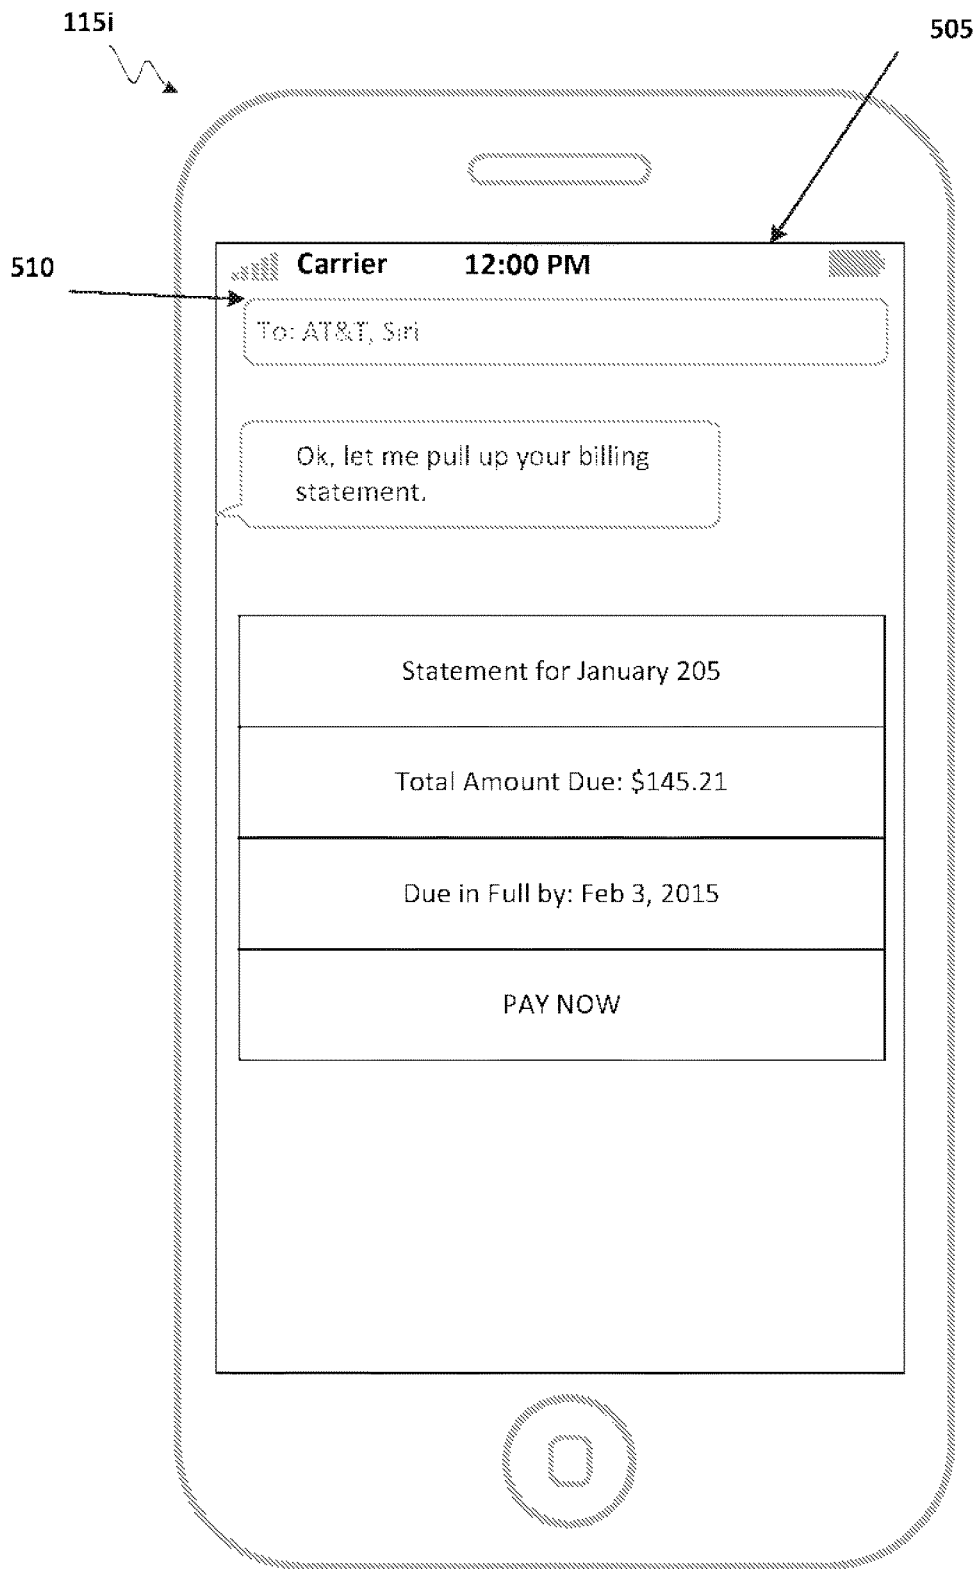 115i
505
510
Carrier 12:00 PM
To: AT&T, Siri
Ok, let me pull up your billing
statement.
Statement for January 205
Total Amount Due: $145.21
Due in Full by: Feb 3, 2015
PAY NOW